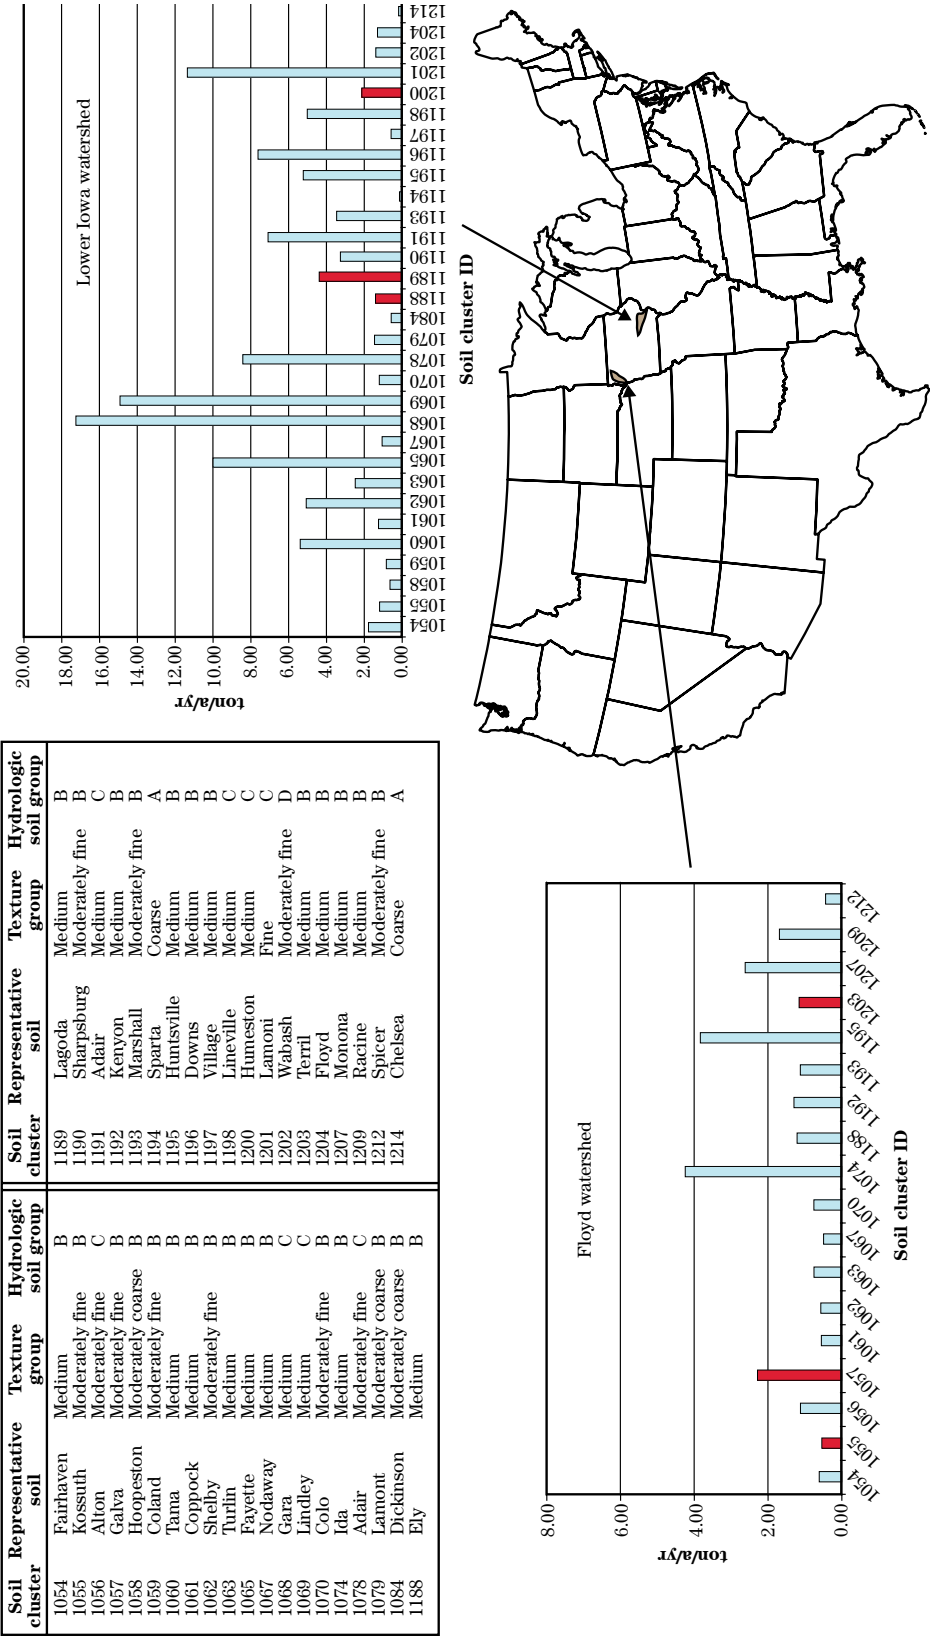 Soil cluster Representative soil Texture group Hydrologic soil group
1054 Fairhaven Medium B
1055 Kossuth Moderately fine B
1056 Alton Moderately fine C
1057 Galva Moderately fine B
1058 Hoopeston Moderately coarse B
1059 Coland Moderately fine B
1060 Tama Medium B
1061 Coppock Medium B
1062 Shelby Moderately fine B
1063 Turlin Medium B
1065 Fayette Medium B
1067 Nodaway Medium B
1068 Gara Medium C
1069 Lindley Medium C
1070 Colo Moderately fine B
1074 Ida Medium B
1078 Adair Moderately fine C
1079 Lamont Moderately coarse B
1084 Dickinson Moderately coarse B
1188 Ely Medium B
Soil cluster Representative soil Texture group Hydrologic soil group
1189 Lagoda Medium B
1190 Sharpsburg Moderately fine B
1191 Adair Medium C
1192 Kenyon Medium B
1193 Marshall Moderately fine B
1194 Sparta Coarse A
1195 Huntsville Medium B
1196 Downs Medium B
1197 Village Medium B
1198 Lineville Medium C
1200 Humeston Medium C
1201 Lamoni Fine C
1202 Wabash Moderately fine D
1203 Terril Medium B
1204 Floyd Medium B
1207 Monona Medium B
1209 Racine Medium B
1212 Spicer Moderately fine B
1214 Chelsea Coarse A
20.00
18.00
16.00
14.00
12.00
10.00
8.00
6.00
4.00
2.00
0.00
ton/a/yr
Lower Iowa watershed
1054 1055 1058 1059 1060 1061 1062 1063 1065 1067 1068 1069 1070 1078 1079 1084 1188 1189 1190 1191 1193 1194 1195 1196 1197 1198 1200 1201 1202 1204 1214
Soil cluster ID
8.00
6.00
4.00
2.00
0.00
ton/a/yr
Floyd watershed
1054 1055 1056 1057 1061 1062 1063 1067 1070 1074 1188 1192 1193 1195 1203 1207 1209 1212
Soil cluster ID